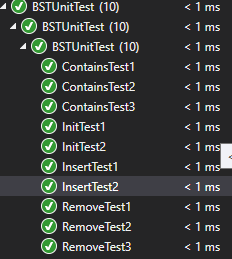 BSTUnitTest (10) < 1 ms
BSTUnitTest (10) < 1 ms
BSTUnitTest (10) < 1 ms
ContainsTest1 < 1 ms
ContainsTest2 < 1 ms
ContainsTest3 < 1 ms
InitTest1 < 1 ms
InitTest2 < 1 ms
InsertTest1 < 1 ms
InsertTest2 < 1 ms
RemoveTest1 < 1 ms
RemoveTest2 < 1 ms
RemoveTest3 < 1 ms